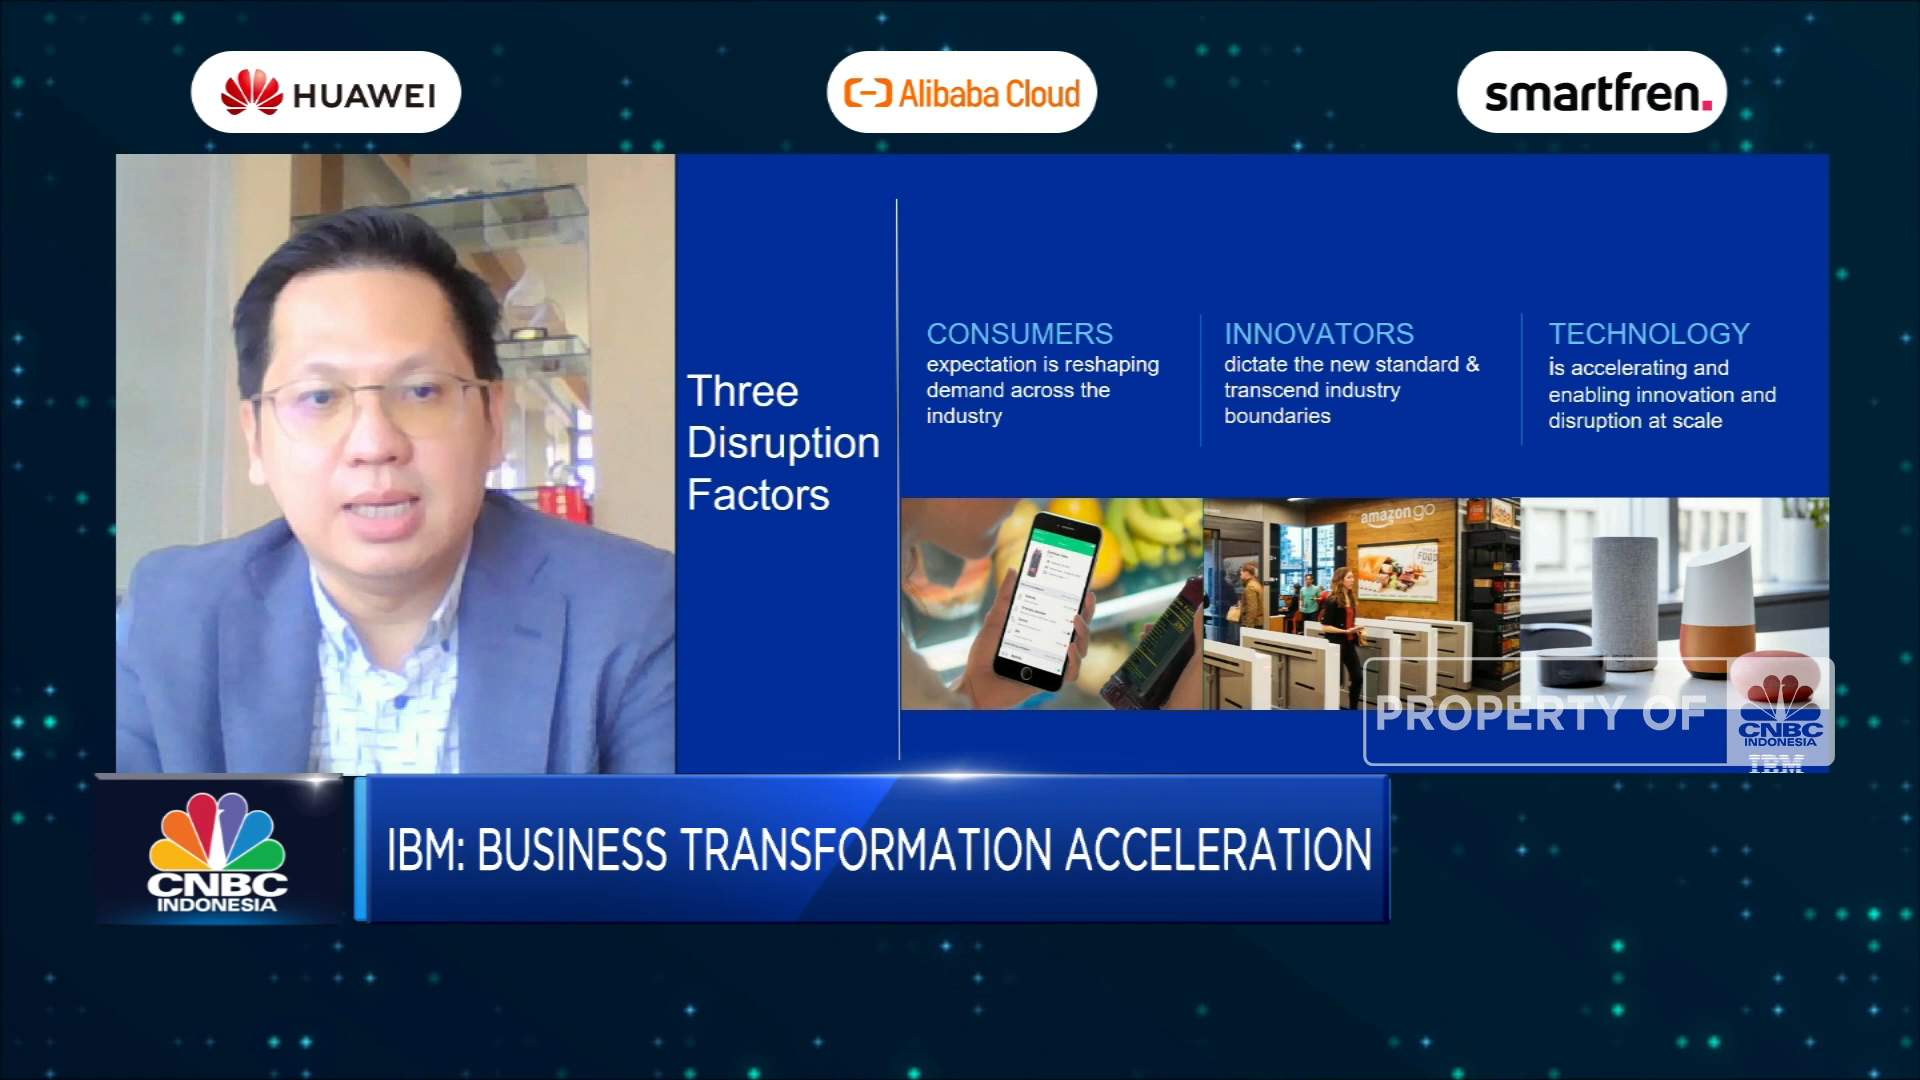 HUAWEI
Alibaba Cloud
smartfren.
Three
Disruption
Factors
CONSUMERS
expectation is reshaping
demand across the
industry
INNOVATORS
dictate the new standard &
transcend industry
boundaries
TECHNOLOGY
is accelerating and
enabling innovation and
disruption at scale
amazon go
FOOD
PROPERTY OF
CNBC
INDONESIA
IBM
CNBC
INDONESIA
IBM: BUSINESS TRANSFORMATION ACCELERATION